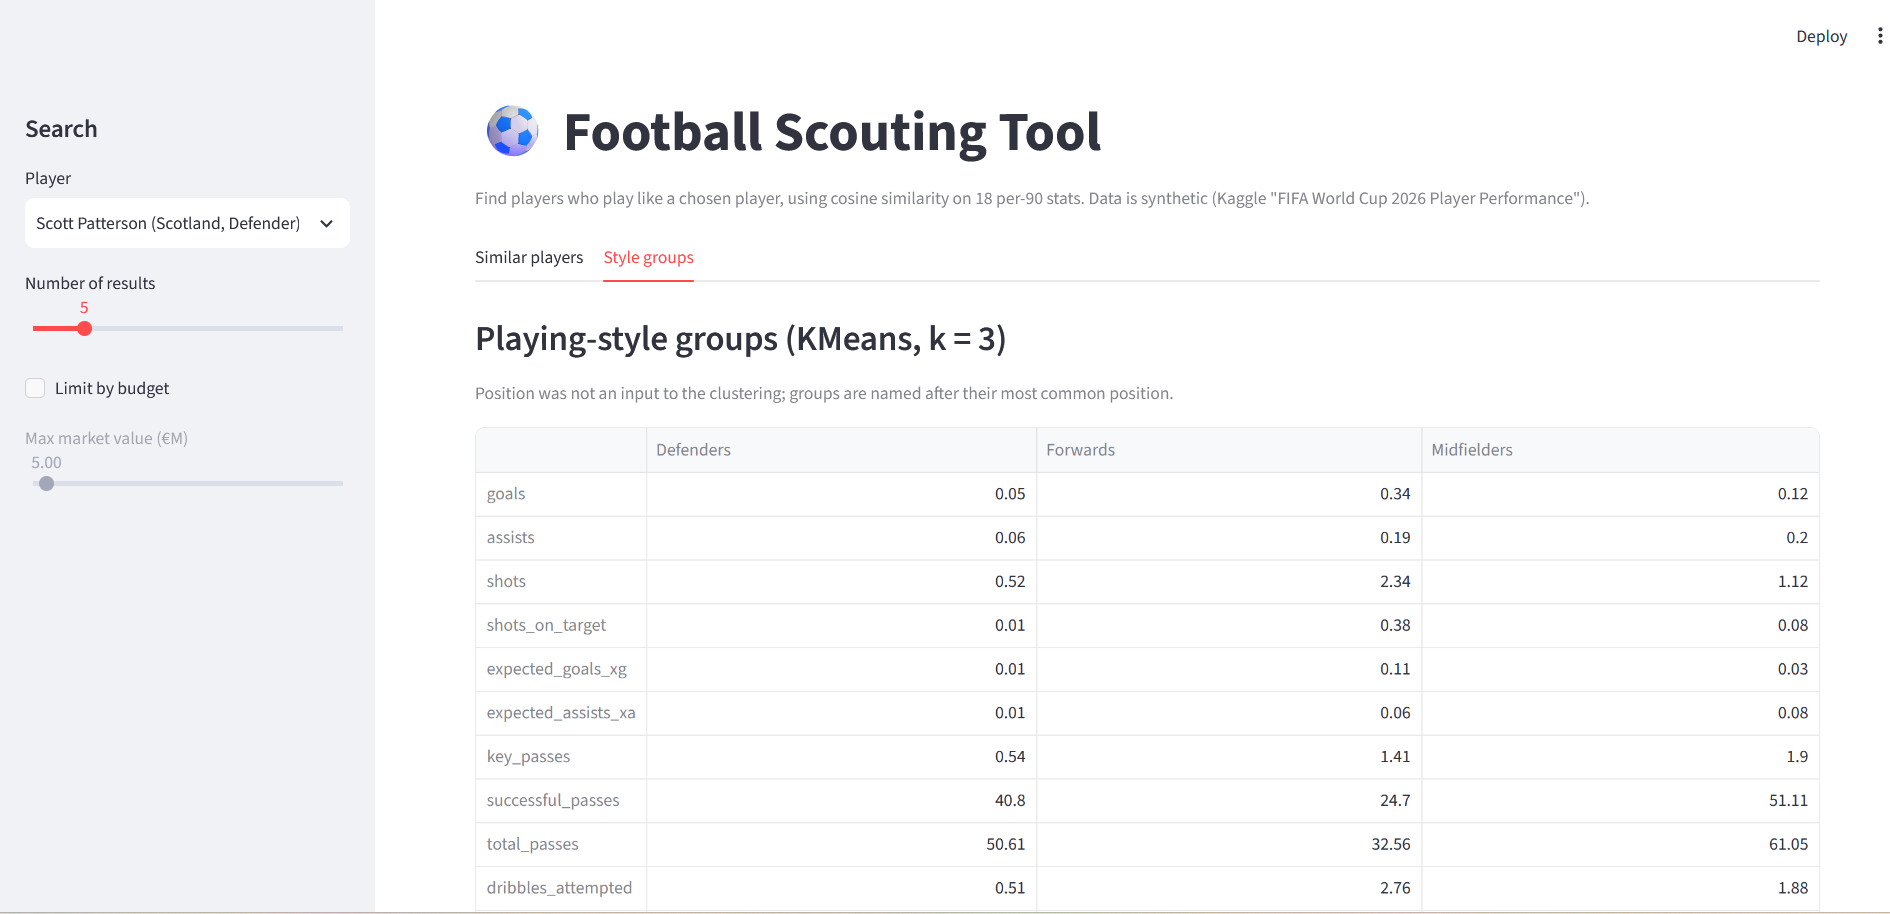 Deploy
Search
Player
Scott Patterson (Scotland, Defender)
Number of results
5
Limit by budget
Max market value (€M)
5.00
Football Scouting Tool
Find players who play like a chosen player, using cosine similarity on 18 per-90 stats. Data is synthetic (Kaggle "FIFA World Cup 2026 Player Performance").
Similar players Style groups
Playing-style groups (KMeans, k = 3)
Position was not an input to the clustering; groups are named after their most common position.
Defenders Forwards Midfielders
goals 0.05 0.34 0.12
assists 0.06 0.19 0.2
shots 0.52 2.34 1.12
shots_on_target 0.01 0.38 0.08
expected_goals_xg 0.01 0.11 0.03
expected_assists_xa 0.01 0.06 0.08
key_passes 0.54 1.41 1.9
successful_passes 40.8 24.7 51.11
total_passes 50.61 32.56 61.05
dribbles_attempted 0.51 2.76 1.88